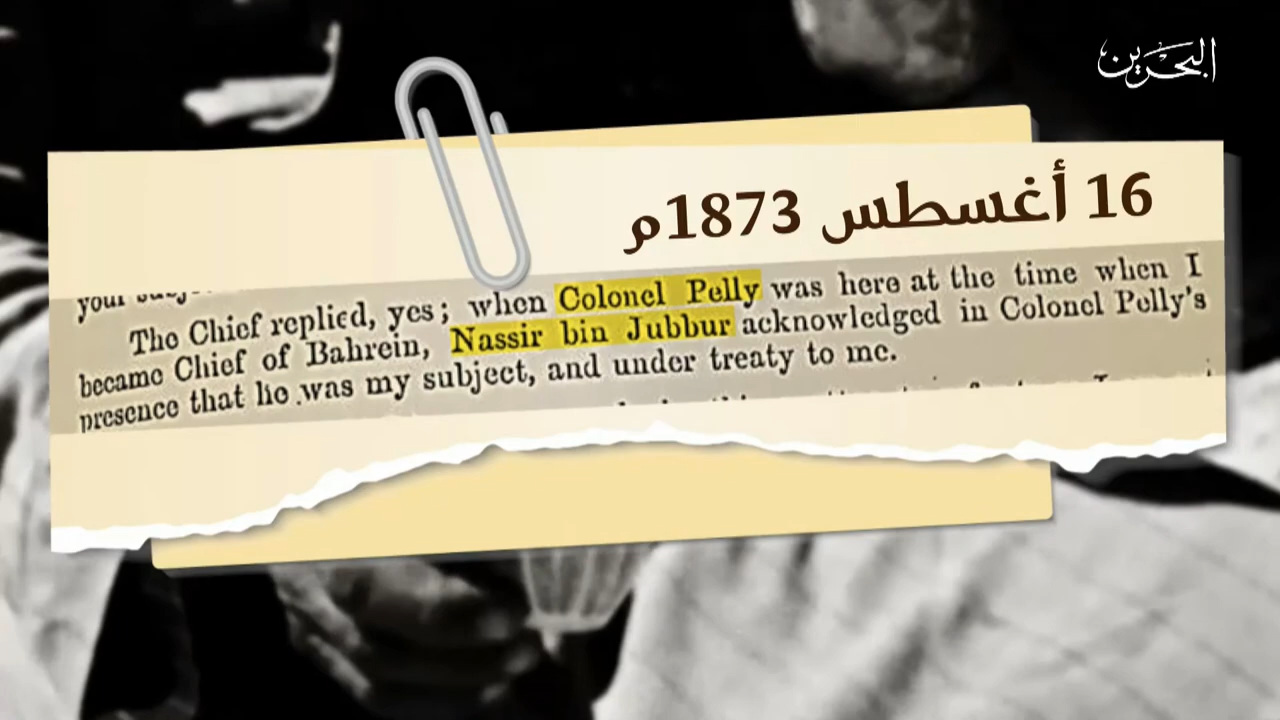 البحرين
16 أغسطس 1873م
The Chief replied, yes; when Colonel Pelly was here at the time when I
became Chief of Bahrein, Nassir bin Jubbur acknowledged in Colonel Pelly's
presence that he was my subject, and under treaty to me.